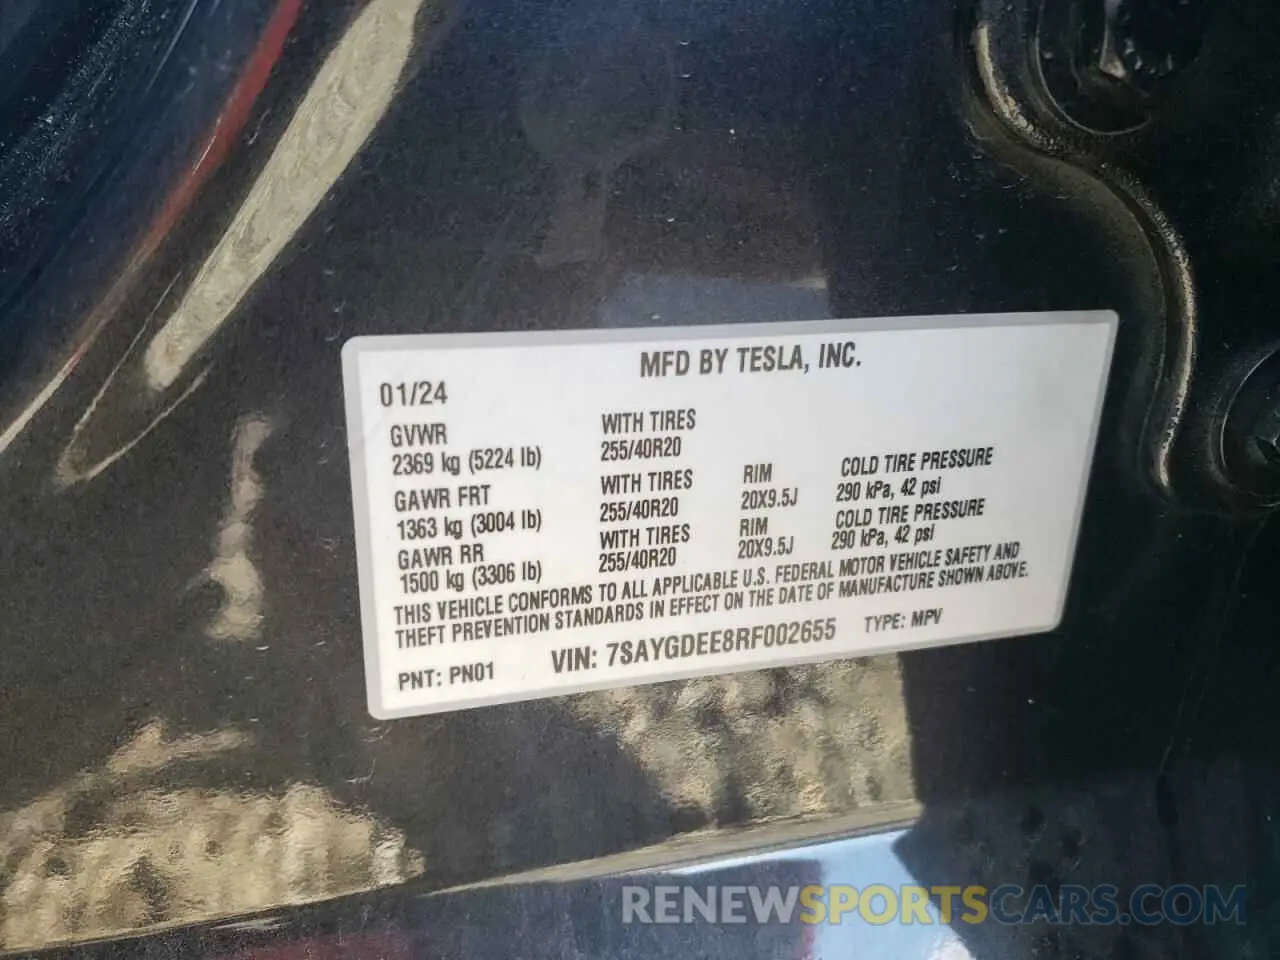 MFD BY TESLA, INC.
01/24
GVWR WITH TIRES
2369 kg (5224 lb) 255/40R20
GAWR FRT WITH TIRES RIM COLD TIRE PRESSURE
1363 kg (3004 lb) 255/40R20 20X9.5J 290 kPa, 42 psi
GAWR RR WITH TIRES RIM COLD TIRE PRESSURE
1500 kg (3306 lb) 255/40R20 20X9.5J 290 kPa, 42 psi
THIS VEHICLE CONFORMS TO ALL APPLICABLE U.S. FEDERAL MOTOR VEHICLE SAFETY AND
THEFT PREVENTION STANDARDS IN EFFECT ON THE DATE OF MANUFACTURE SHOWN ABOVE.
PNT: PN01 VIN: 7SAYGDEE8RF002655 TYPE: MPV
RENEWSPORTSCARS.COM